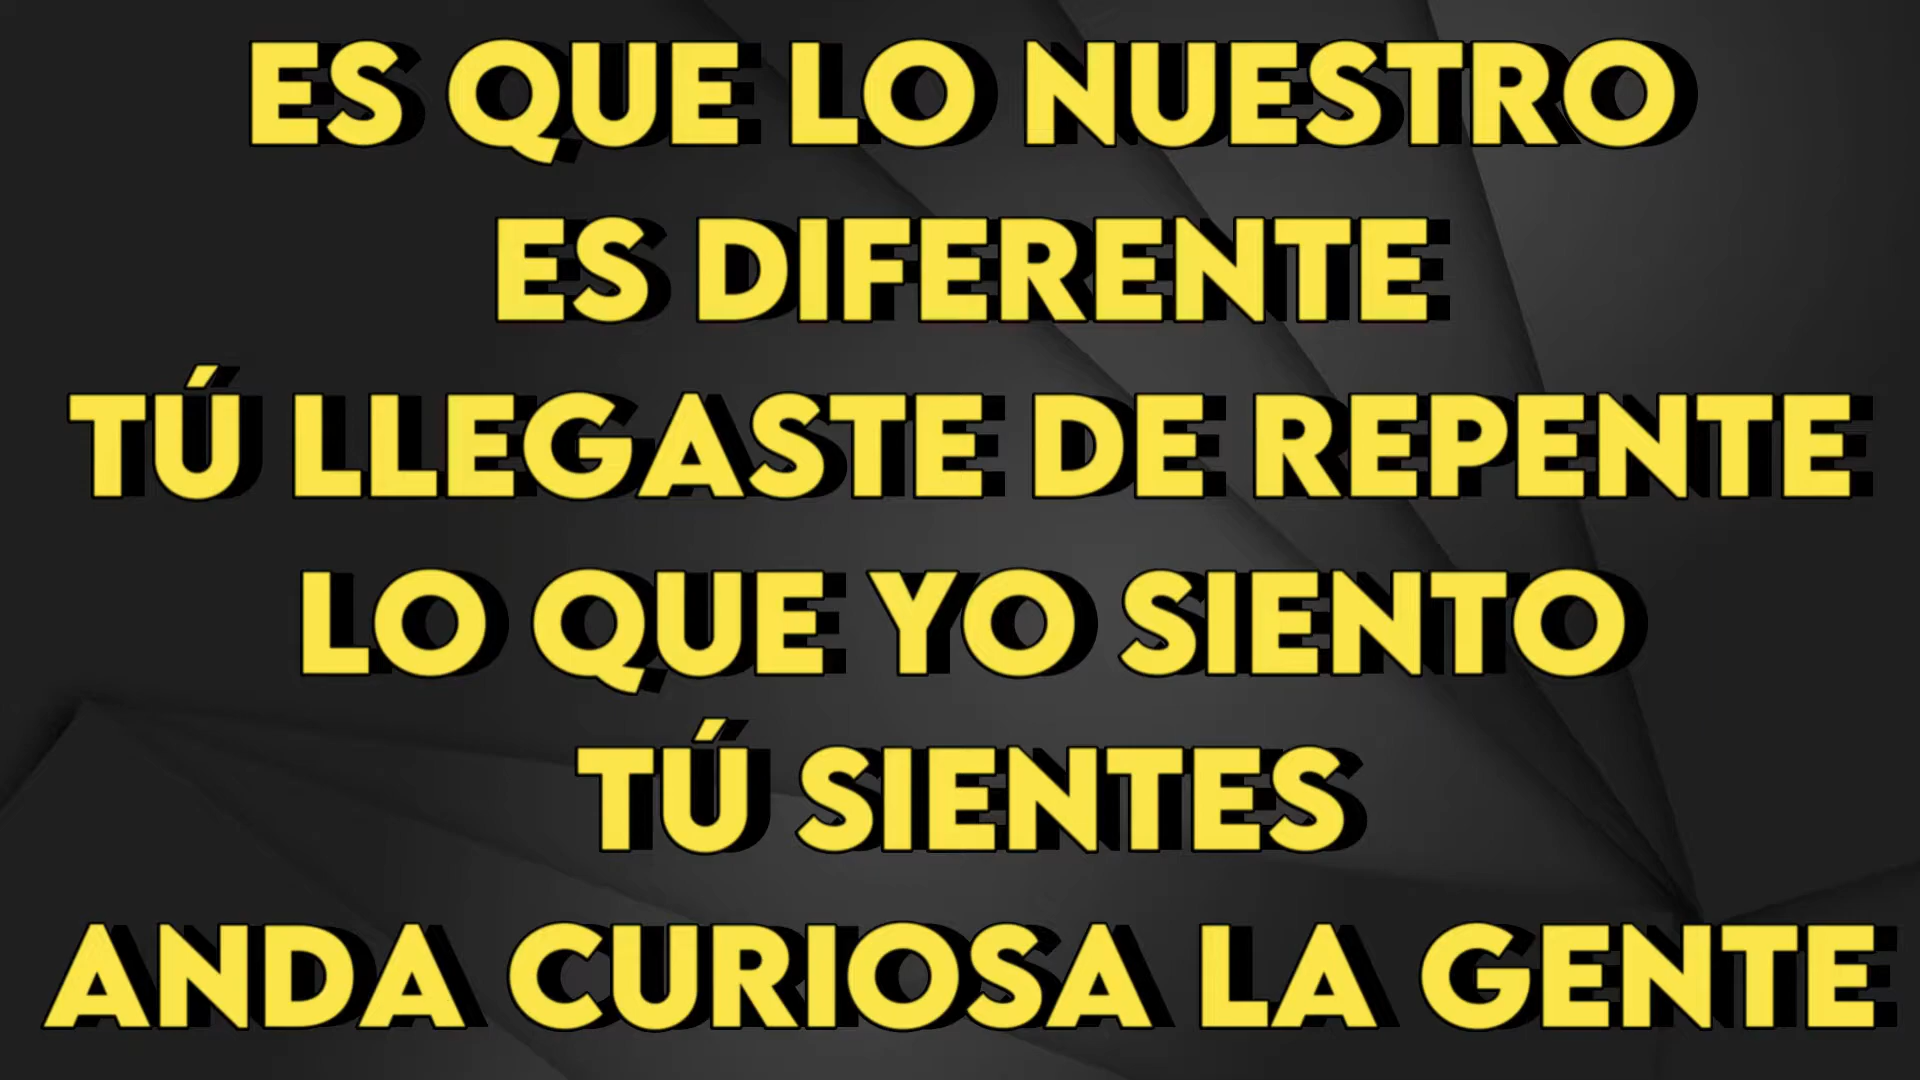 ES QUE LO NUESTRO
ES DIFERENTE
TÚ LLEGASTE DE REPENTE
LO QUE YO SIENTO
TÚ SIENTES
ANDA CURIOSA LA GENTE